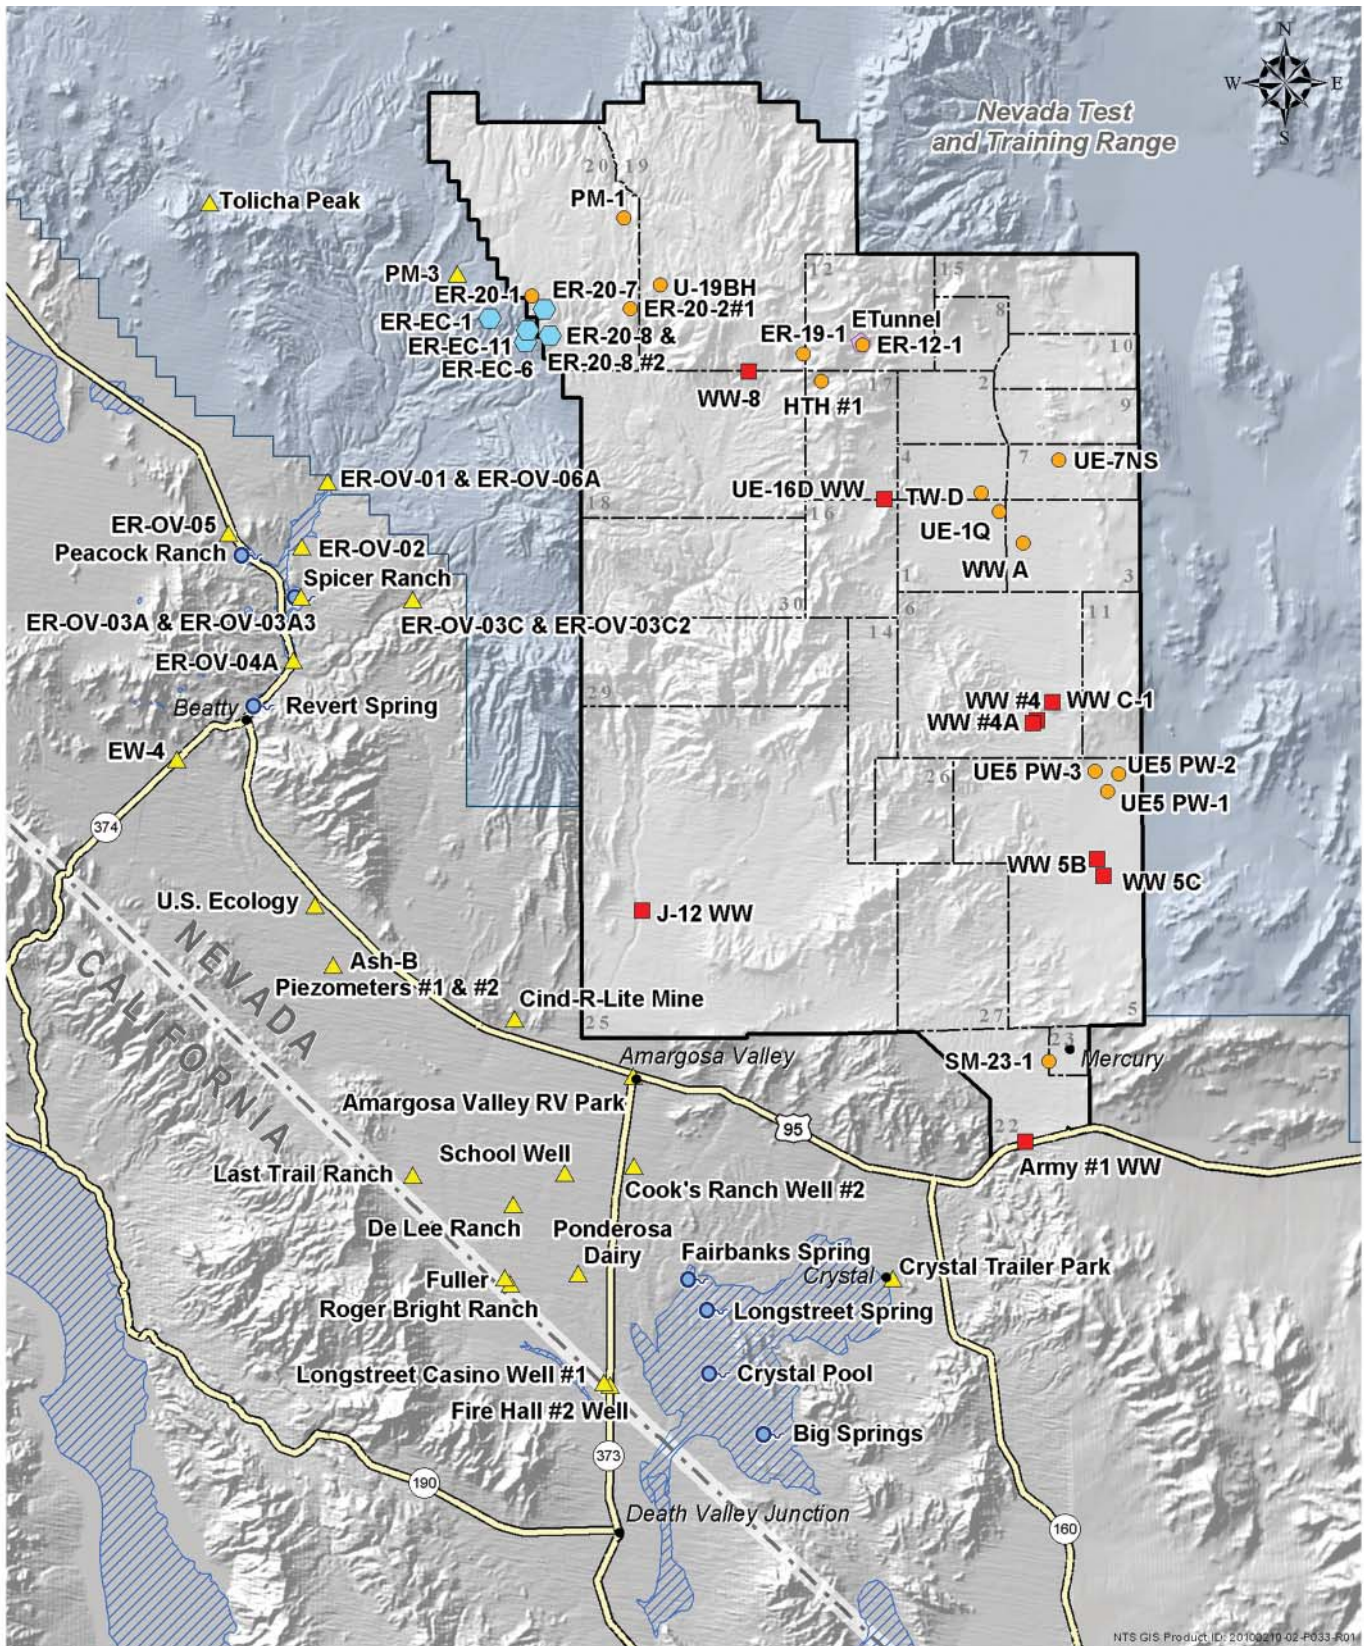 N
W
E
S
Nevada Test
and Training Range
20
19
Tolicha Peak
PM-1
PM-3
12
15
ER-20-1
ER-20-7
U-19BH
ER-20-2#1
8
ER-EC-1
ER-19-1
ETunnel
ER-12-1
ER-EC-11
ER-20-8 &
ER-20-8 #2
ER-EC-6
10
WW-8
HTH #1
17
2
9
4
7
UE-7NS
ER-OV-01 & ER-OV-06A
UE-16D WW
TW D
18
16
ER-OV-05
UE-1Q
Peacock Ranch
ER-OV-02
WW A
Spicer Ranch
1
3
ER-OV-03A & ER-OV-03A3
ER-OV-03C & ER-OV-03C2
30
6
11
14
ER-OV-04A
29
Beatty
Revert Spring
WW #4
WW C-1
WW #4A
EW-4
26
UE5 PW-3
UE5 PW-2
UE5 PW-1
374
WW 5B
WW 5C
U.S. Ecology
J-12 WW
NEVADA
CALIFORNIA
Ash-B
Piezometers #1 & #2
Cind-R-Lite Mine
25
27
5
23
SM-23-1
Mercury
Amargosa Valley
Amargosa Valley RV Park
95
22
Army #1 WW
School Well
Last Trail Ranch
Cook's Ranch Well #2
De Lee Ranch
Ponderosa
Dairy
Fairbanks Spring
Crystal
Crystal Trailer Park
Fuller
Roger Bright Ranch
Longstreet Spring
Longstreet Casino Well #1
Crystal Pool
Fire Hall #2 Well
Big Springs
373
190
Death Valley Junction
160
NTS GIS Product ID: 20100210-02-P033-R01